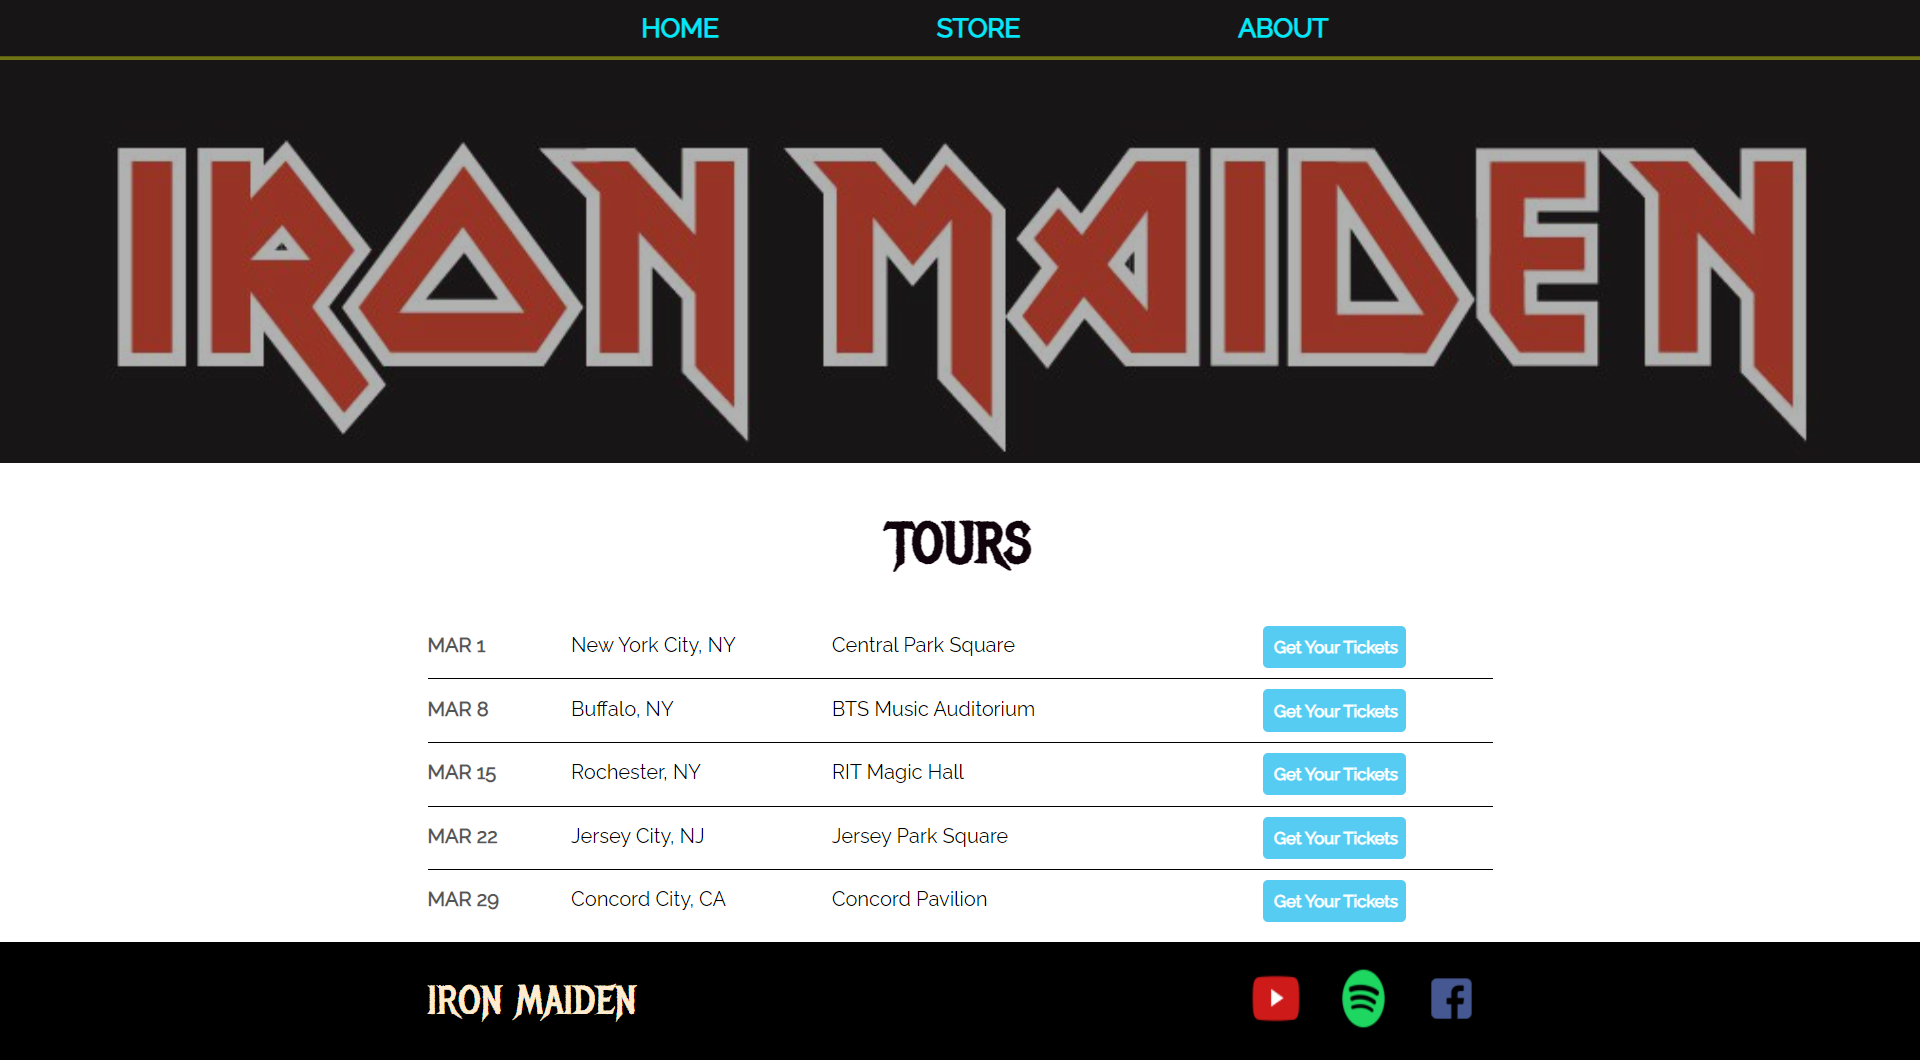 HOME STORE ABOUT
IRON MAIDEN
TOURS
MAR 1 New York City, NY Central Park Square Get Your Tickets
MAR 8 Buffalo, NY BTS Music Auditorium Get Your Tickets
MAR 15 Rochester, NY RIT Magic Hall Get Your Tickets
MAR 22 Jersey City, NJ Jersey Park Square Get Your Tickets
MAR 29 Concord City, CA Concord Pavilion Get Your Tickets
IRON MAIDEN